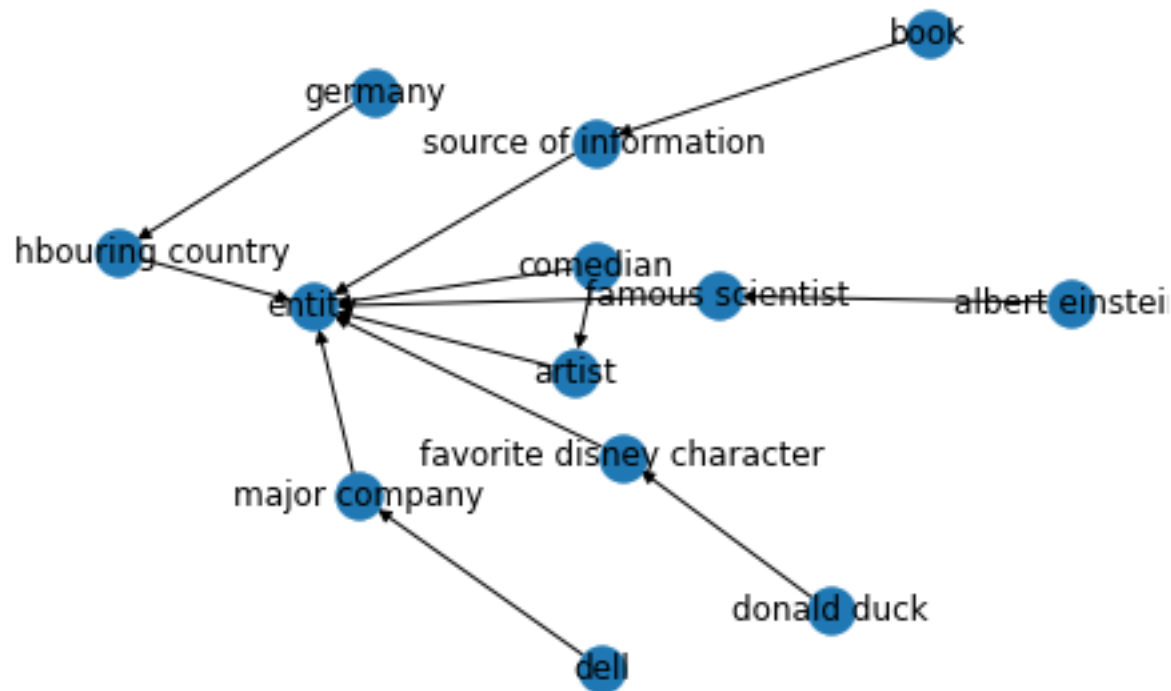 book
germany
source of information
hbouring country
comedian
famous scientist
albert einstei
entity
artist
favorite disney character
major company
donald duck
dell